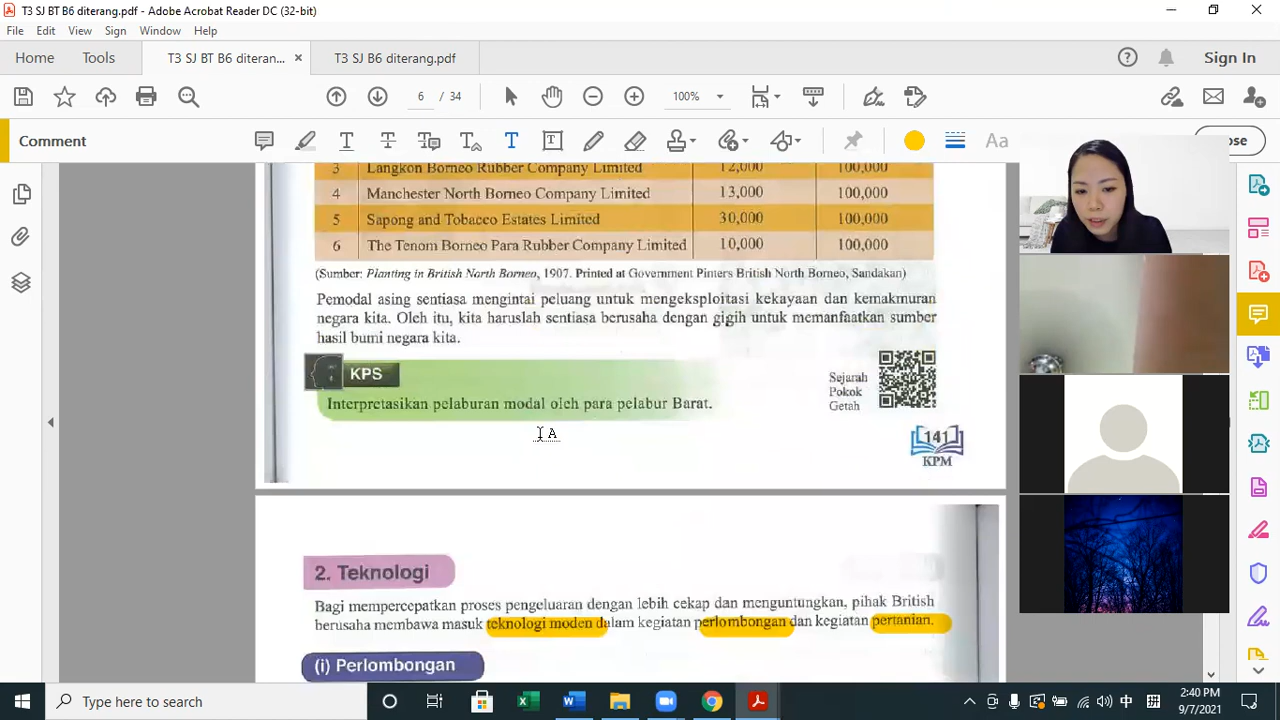 T3 SJ BT B6 diterang.pdf - Adobe Acrobat Reader DC (32-bit)
File Edit View Sign Window Help
Home Tools T3 SJ BT B6 diteran... T3 SJ B6 diterang.pdf Sign In
6 / 34 100%
Comment
3 Langkon Borneo Rubber Company Limited 12,000 100,000
4 Manchester North Borneo Company Limited 13,000 100,000
5 Sapong and Tobacco Estates Limited 30,000 100,000
6 The Tenom Borneo Para Rubber Company Limited 10,000 100,000
(Sumber: Planting in British North Borneo, 1907. Printed at Government Pinters British North Borneo, Sandakan)
Pemodal asing sentiasa mengintai peluang untuk mengeksploitasi kekayaan dan kemakmuran
negara kita. Oleh itu, kita haruslah sentiasa berusaha dengan gigih untuk memanfaatkan sumber
hasil bumi negara kita.
KPS
Interpretasikan pelaburan modal oleh para pelabur Barat.
Sejarah
Pokok
Getah
141
KPM
2. Teknologi
Bagi mempercepatkan proses pengeluaran dengan lebih cekap dan menguntungkan, pihak British
berusaha membawa masuk teknologi moden dalam kegiatan perlombongan dan kegiatan pertanian.
(i) Perlombongan
Type here to search
中 拼
2:40 PM
9/7/2021